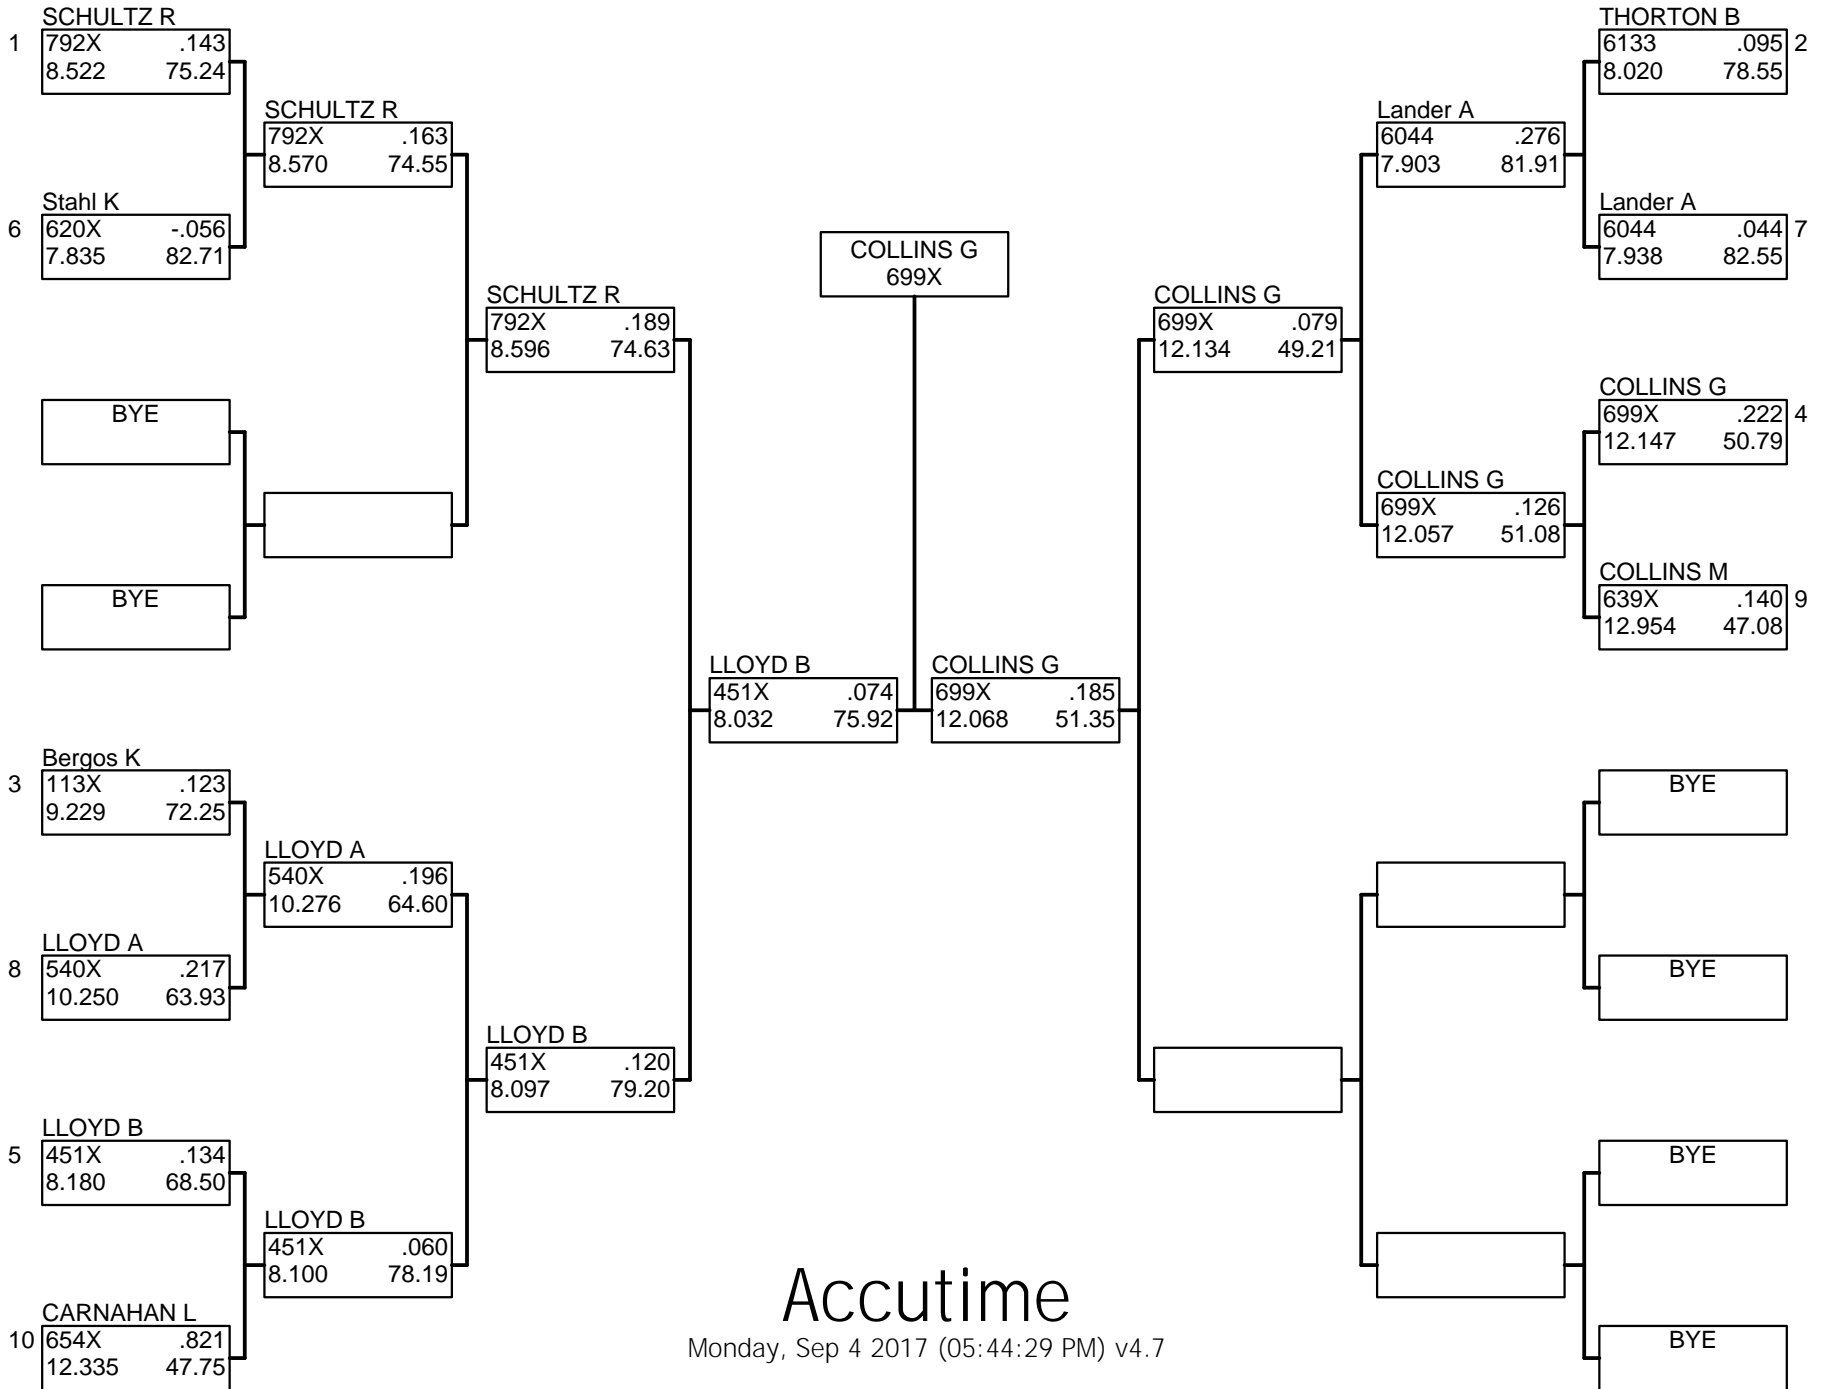 SCHULTZ R
1 792X .143
8.522 75.24
Stahl K
6 620X -.056
7.835 82.71
BYE
BYE
Bergos K
3 113X .123
9.229 72.25
LLOYD A
8 540X .217
10.250 63.93
LLOYD B
5 451X .134
8.180 68.50
CARNAHAN L
10 654X .821
12.335 47.75
SCHULTZ R
792X .163
8.570 74.55
LLOYD A
540X .196
10.276 64.60
LLOYD B
451X .060
8.100 78.19
SCHULTZ R
792X .189
8.596 74.63
LLOYD B
451X .120
8.097 79.20
LLOYD B
451X .074
8.032 75.92
COLLINS G
699X
COLLINS G
699X .185
12.068 51.35
COLLINS G
699X .079
12.134 49.21
Lander A
6044 .276
7.903 81.91
COLLINS G
699X .126
12.057 51.08
THORTON B
6133 .095 2
8.020 78.55
Lander A
6044 .044 7
7.938 82.55
COLLINS G
699X .222 4
12.147 50.79
COLLINS M
639X .140 9
12.954 47.08
BYE
BYE
BYE
BYE
Accutime
Monday, Sep 4 2017 (05:44:29 PM) v4.7